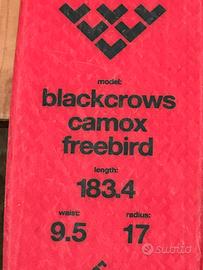 model:
blackcrows
camox
freebird
length:
183.4
waist: radius:
9.5 17
subito